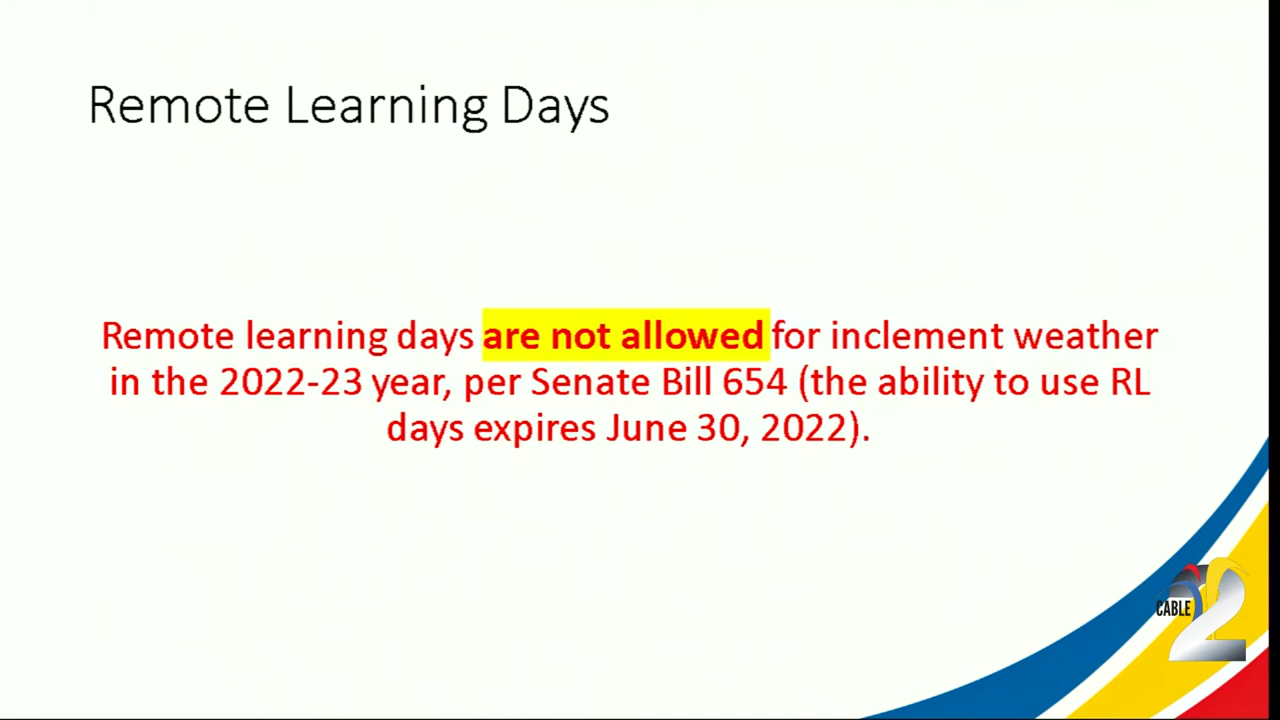 Remote Learning Days
Remote learning days are not allowed for inclement weather
in the 2022-23 year, per Senate Bill 654 (the ability to use RL
days expires June 30, 2022).
CABLE
22